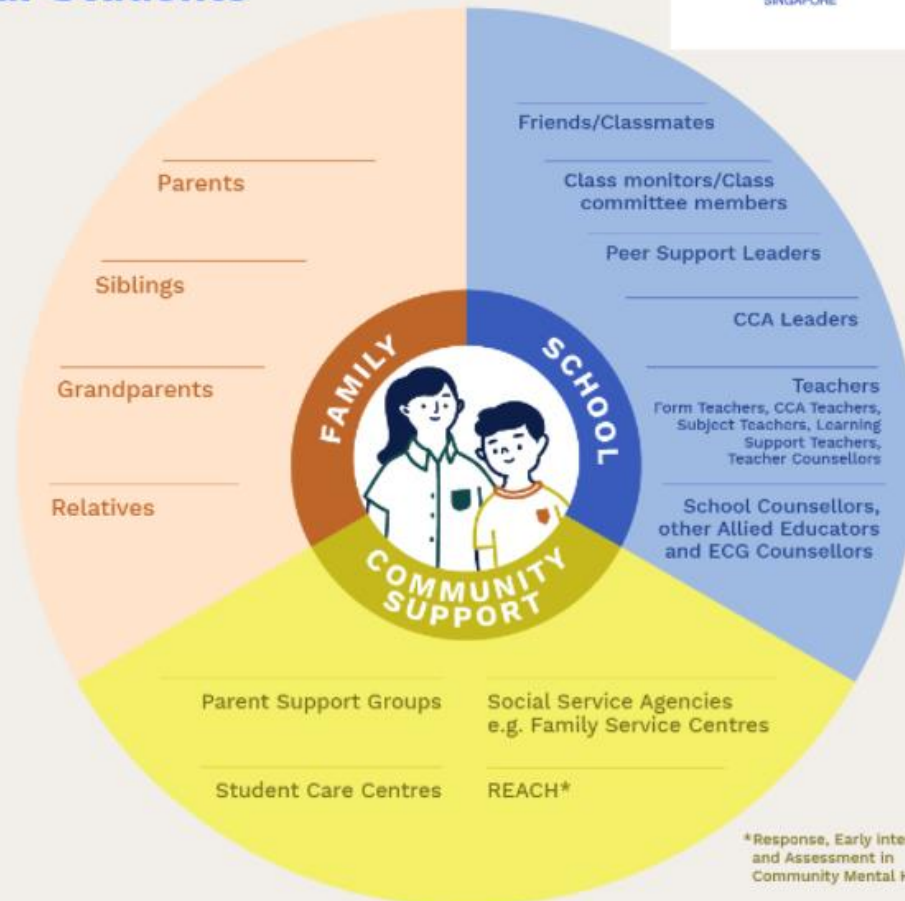 Students
SINGAPORE
Parents
Siblings
Grandparents
Relatives
FAMILY
SCHOOL
Friends/Classmates
Class monitors/Class
committee members
Peer Support Leaders
CCA Leaders
Teachers
Form Teachers, CCA Teachers,
Subject Teachers, Learning
Support Teachers,
Teacher Counsellors
School Counsellors,
other Allied Educators
and ECG Counsellors
COMMUNITY
SUPPORT
Parent Support Groups
Student Care Centres
Social Service Agencies
e.g. Family Service Centres
REACH*
*Response, Early
and Assessment in
Community Mental